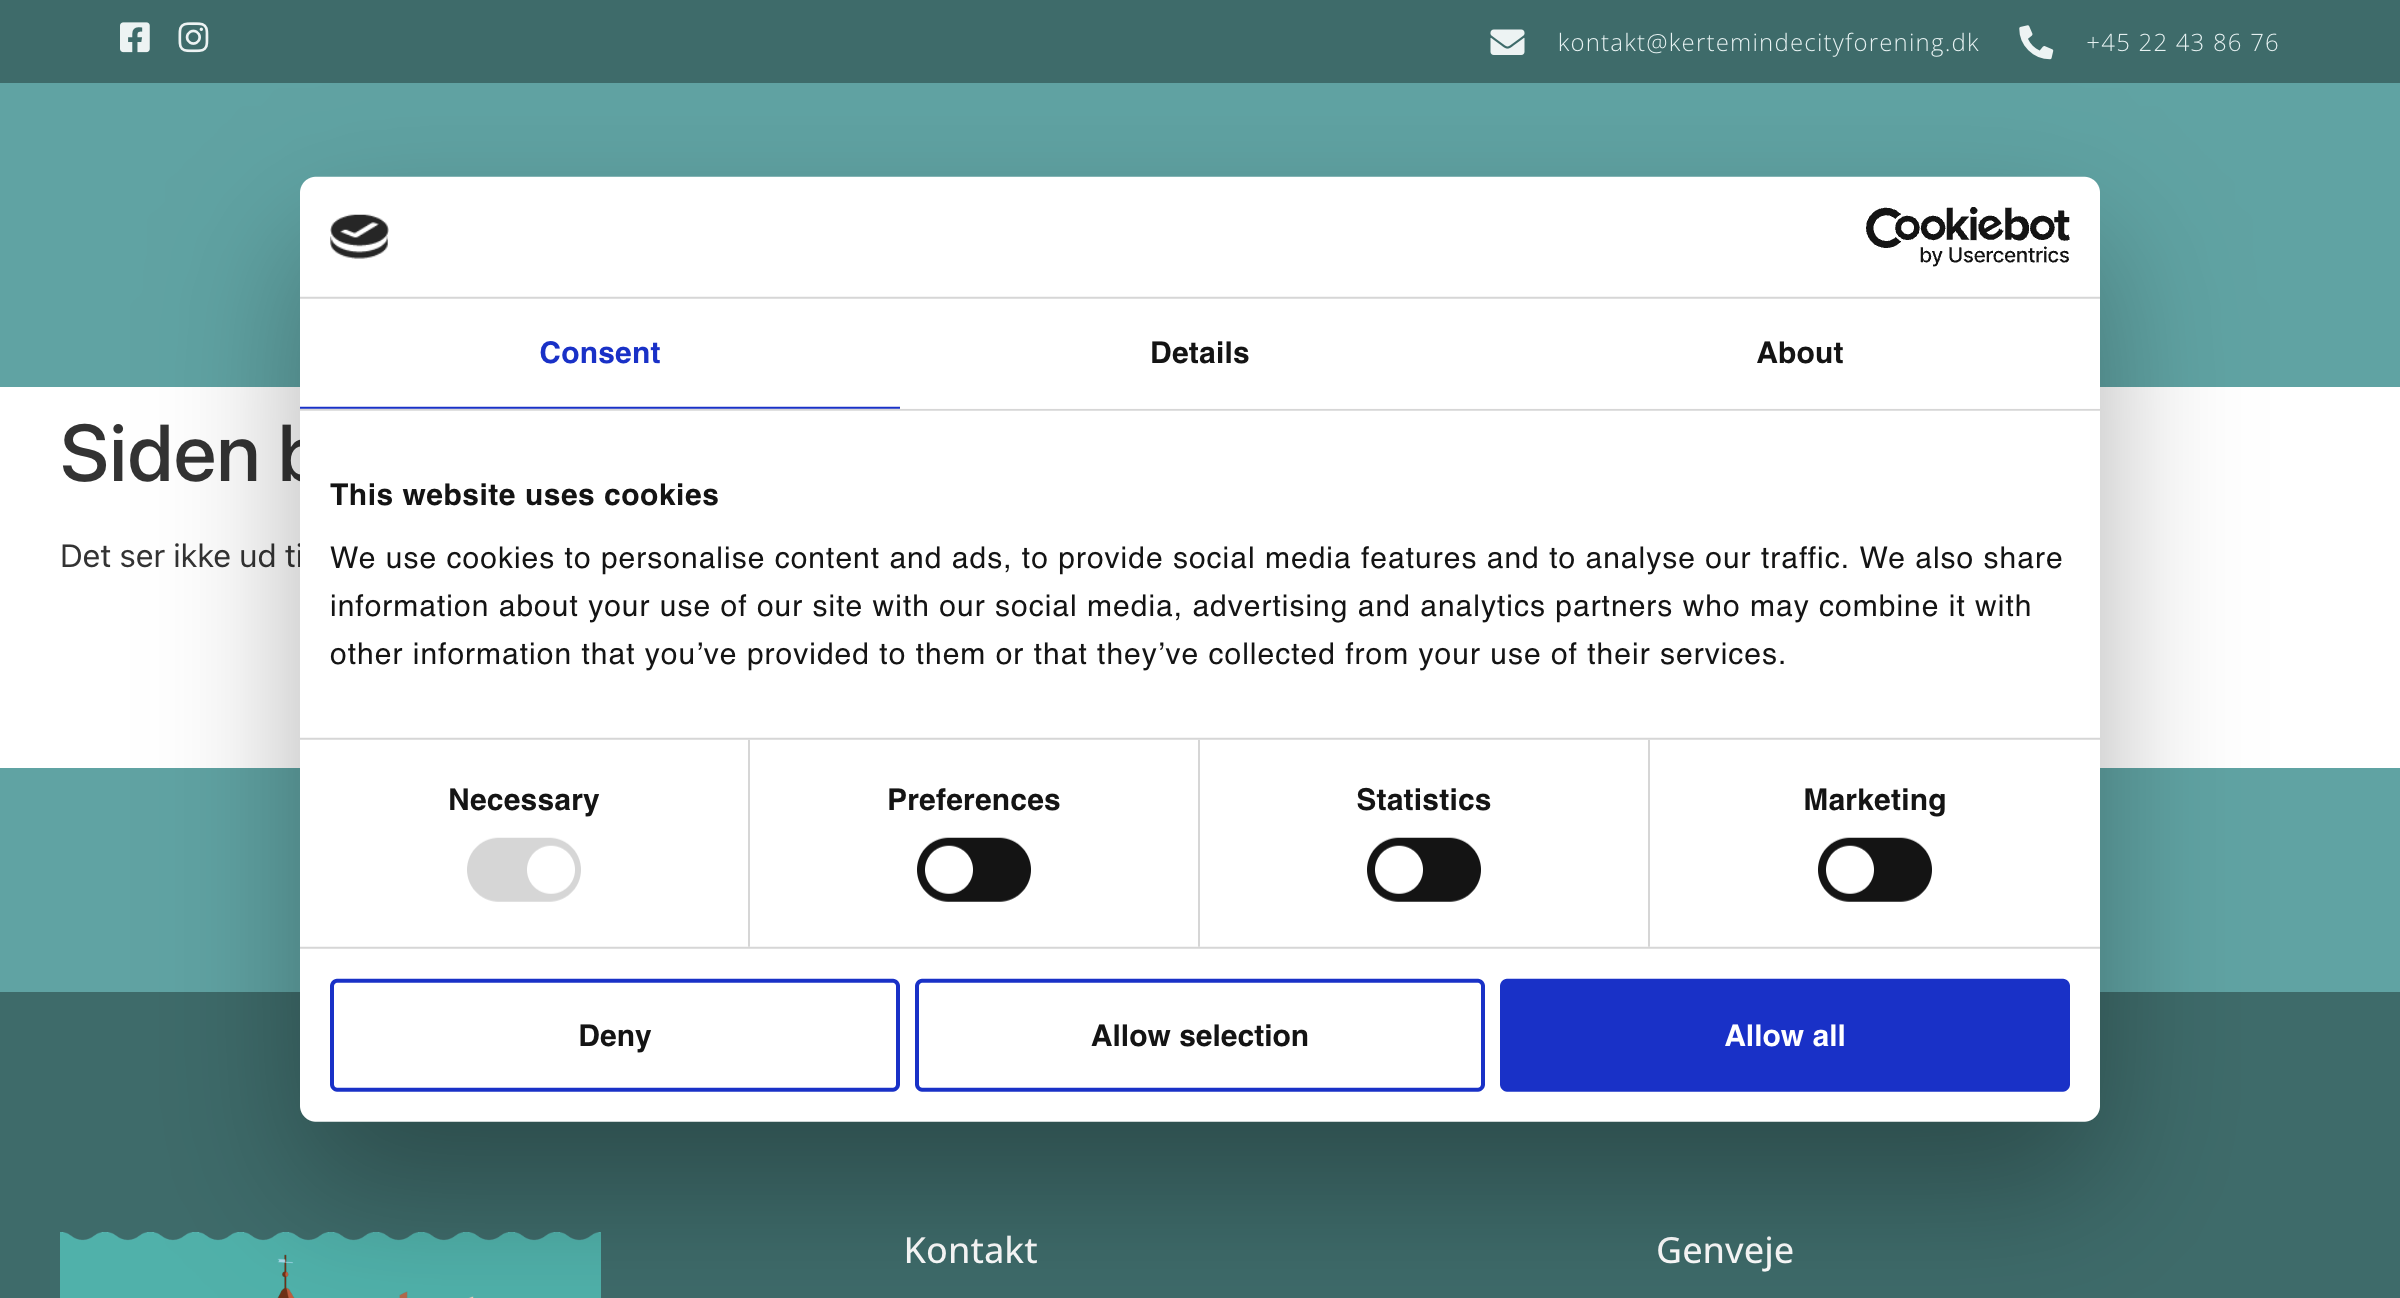 kontakt@kertemindecityforening.dk +45 22 43 86 76
Cookiebot
by Usercentrics
Consent Details About
Siden
Det ser ikke ud
This website uses cookies
We use cookies to personalise content and ads, to provide social media features and to analyse our traffic. We also share
information about your use of our site with our social media, advertising and analytics partners who may combine it with
other information that you’ve provided to them or that they’ve collected from your use of their services.
Necessary Preferences Statistics Marketing
Deny Allow selection Allow all
Kontakt Genveje